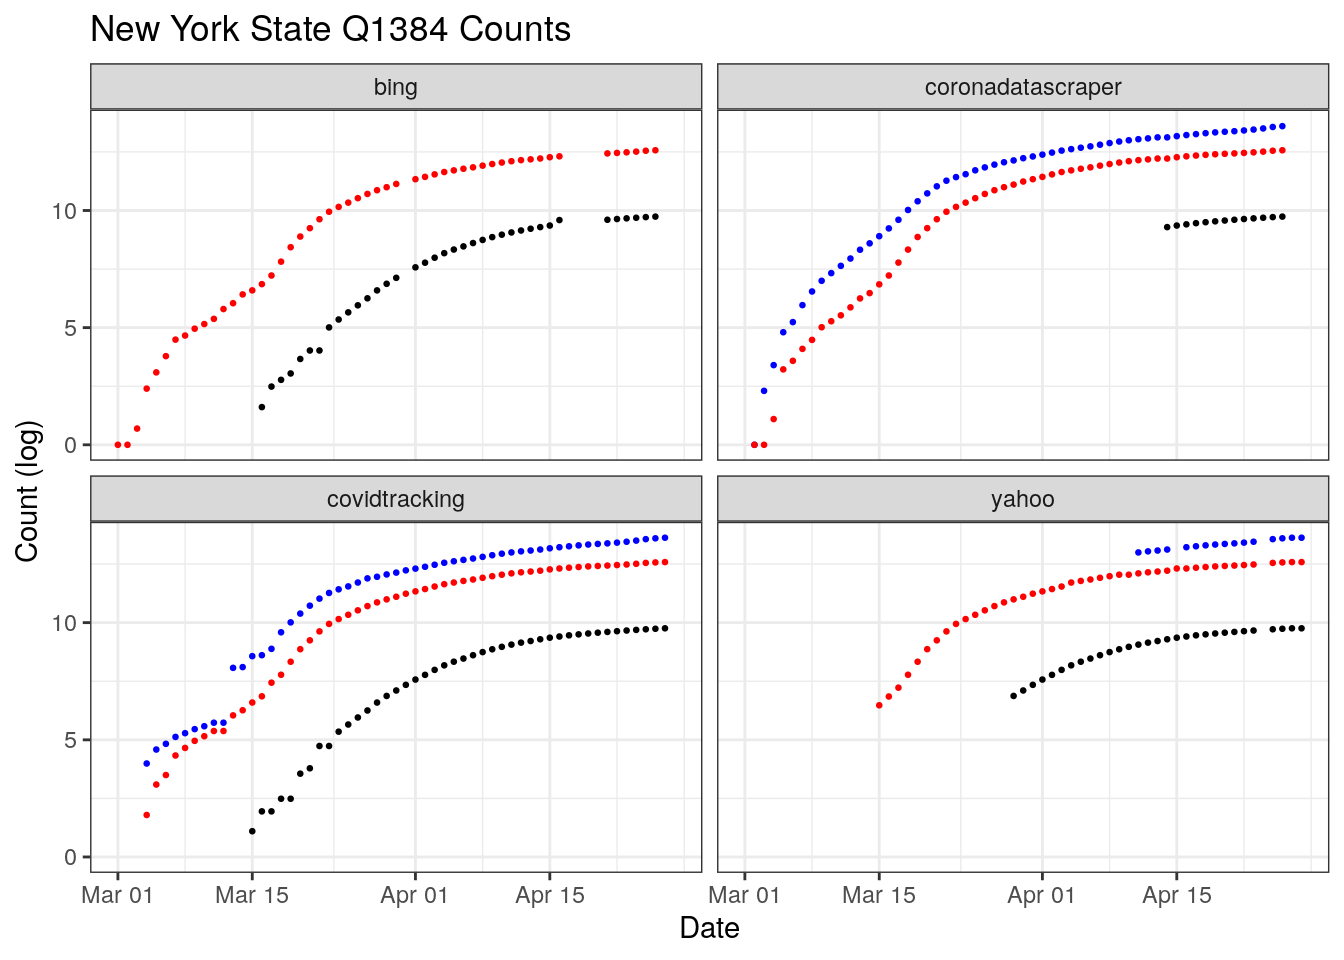 New York State Q1384 Counts
bing
coronadatascraper
10
5
0
covidtracking
yahoo
10
5
0
Count (log)
Mar 01 Mar 15 Apr 01 Apr 15
Mar 01 Mar 15 Apr 01 Apr 15
Date